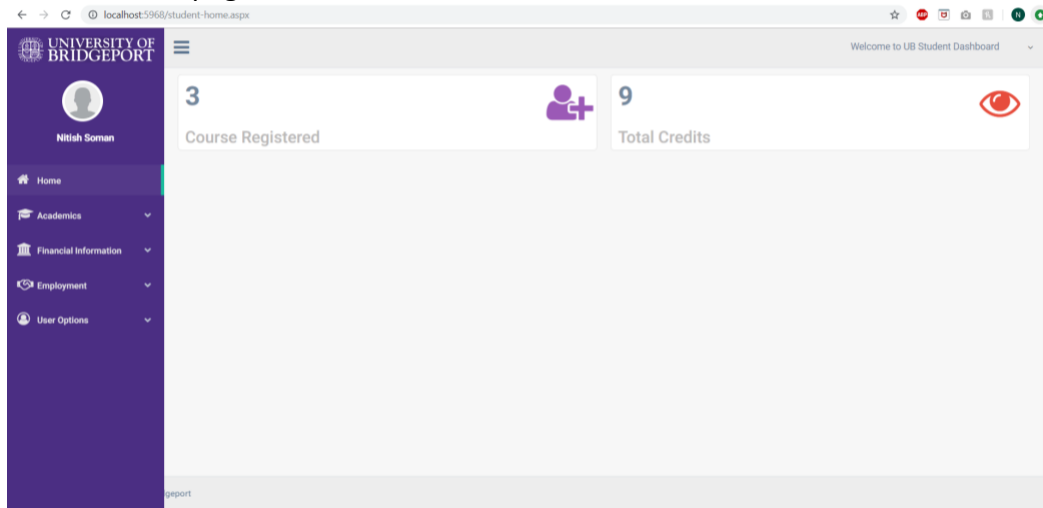 localhost:5968/student-home.aspx
UNIVERSITY OF
BRIDGEPORT
Welcome to UB Student Dashboard
Nitish Soman
3
Course Registered
9
Total Credits
Home
Academics
Financial Information
Employment
User Options
geport